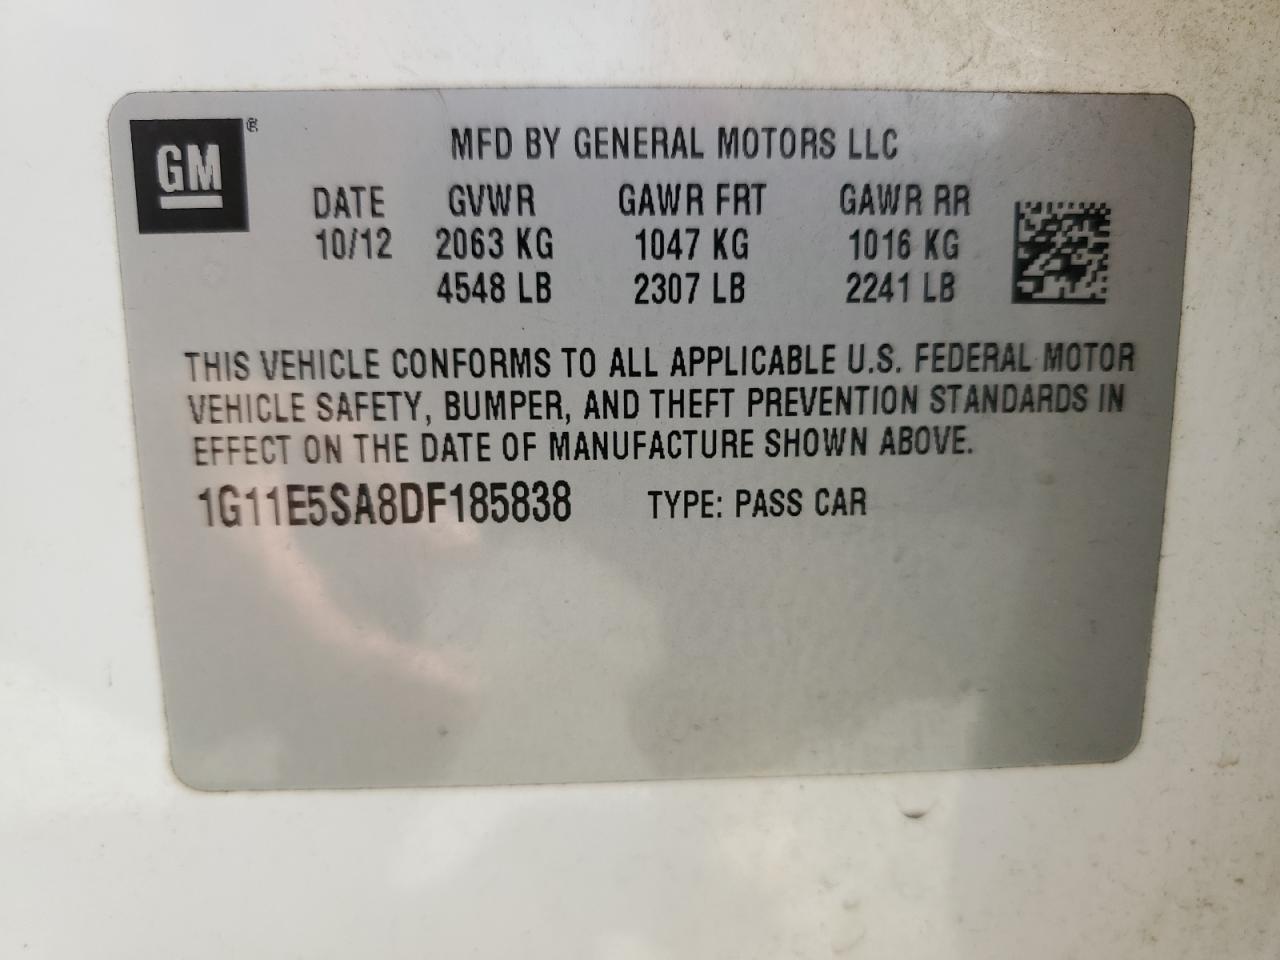 GM ®
MFD BY GENERAL MOTORS LLC
DATE GVWR GAWR FRT GAWR RR
10/12 2063 KG 1047 KG 1016 KG
4548 LB 2307 LB 2241 LB
THIS VEHICLE CONFORMS TO ALL APPLICABLE U.S. FEDERAL MOTOR
VEHICLE SAFETY, BUMPER, AND THEFT PREVENTION STANDARDS IN
EFFECT ON THE DATE OF MANUFACTURE SHOWN ABOVE.
1G11E5SA8DF185838 TYPE: PASS CAR